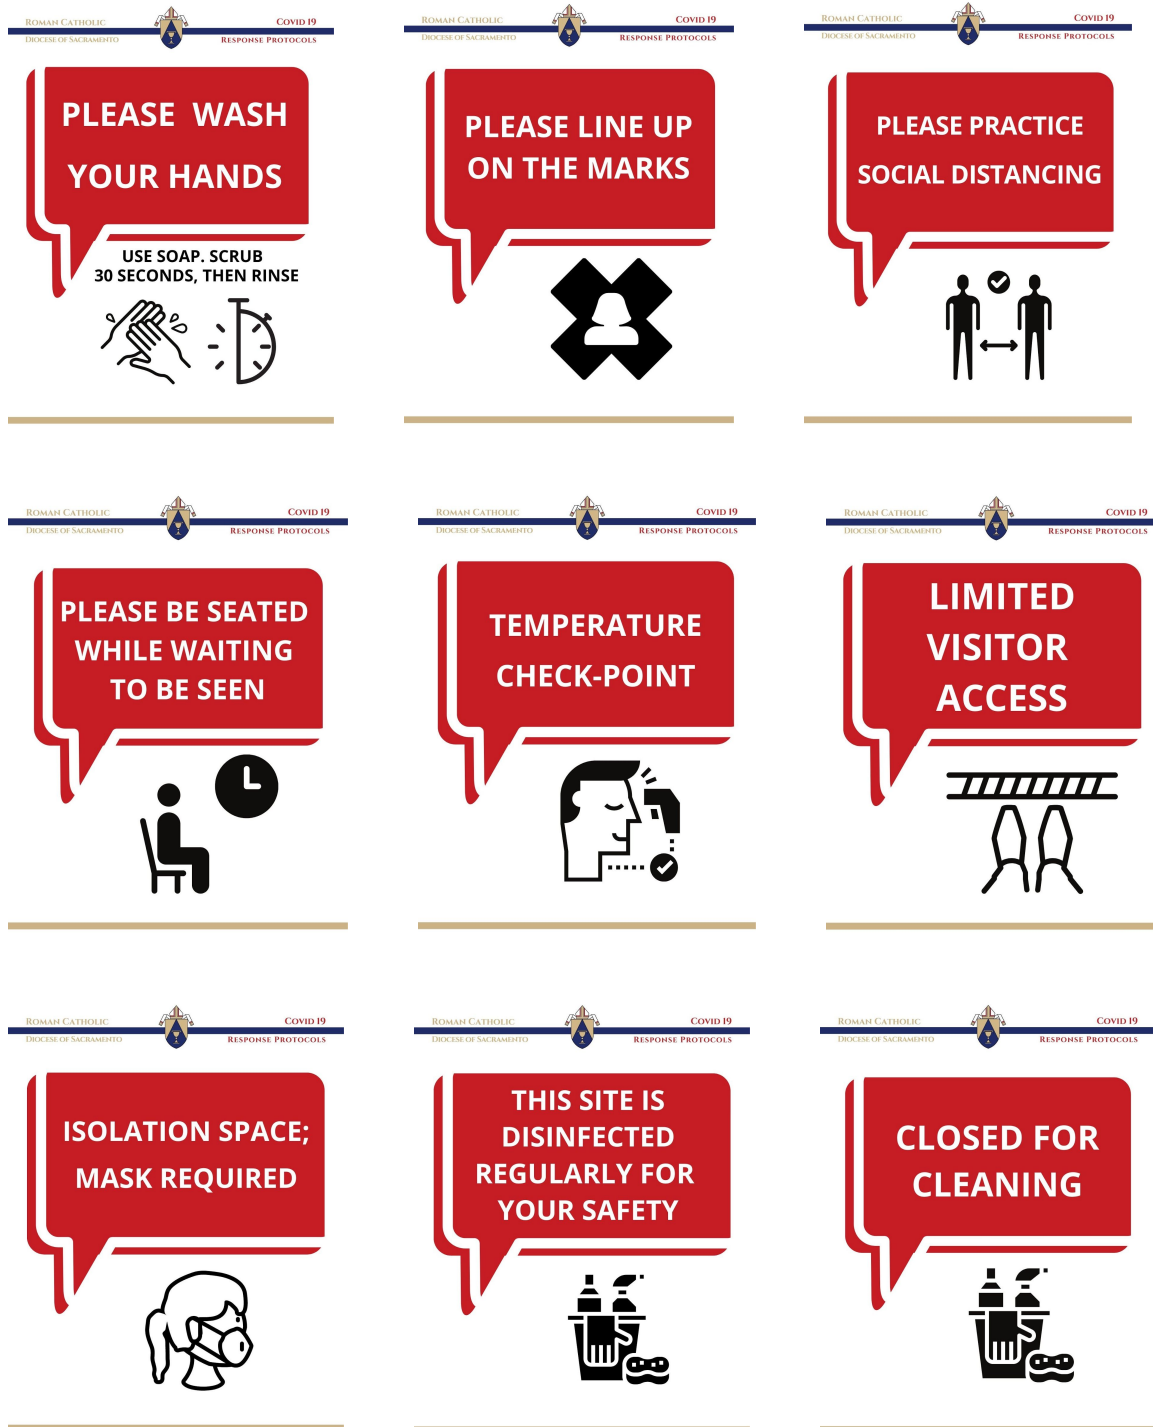 ROMAN CATHOLIC
COVID 19
DIOCESE OF SACRAMENTO
RESPONSE PROTOCOLS
PLEASE WASH
YOUR HANDS
USE SOAP. SCRUB
30 SECONDS, THEN RINSE
ROMAN CATHOLIC
COVID 19
DIOCESE OF SACRAMENTO
RESPONSE PROTOCOLS
PLEASE LINE UP
ON THE MARKS
ROMAN CATHOLIC
COVID 19
DIOCESE OF SACRAMENTO
RESPONSE PROTOCOLS
PLEASE PRACTICE
SOCIAL DISTANCING
ROMAN CATHOLIC
COVID 19
DIOCESE OF SACRAMENTO
RESPONSE PROTOCOLS
PLEASE BE SEATED
WHILE WAITING
TO BE SEEN
ROMAN CATHOLIC
COVID 19
DIOCESE OF SACRAMENTO
RESPONSE PROTOCOLS
TEMPERATURE
CHECK-POINT
ROMAN CATHOLIC
COVID 19
DIOCESE OF SACRAMENTO
RESPONSE PROTOCOLS
LIMITED
VISITOR
ACCESS
ROMAN CATHOLIC
COVID 19
DIOCESE OF SACRAMENTO
RESPONSE PROTOCOLS
ISOLATION SPACE;
MASK REQUIRED
ROMAN CATHOLIC
COVID 19
DIOCESE OF SACRAMENTO
RESPONSE PROTOCOLS
THIS SITE IS
DISINFECTED
REGULARLY FOR
YOUR SAFETY
ROMAN CATHOLIC
COVID 19
DIOCESE OF SACRAMENTO
RESPONSE PROTOCOLS
CLOSED FOR
CLEANING